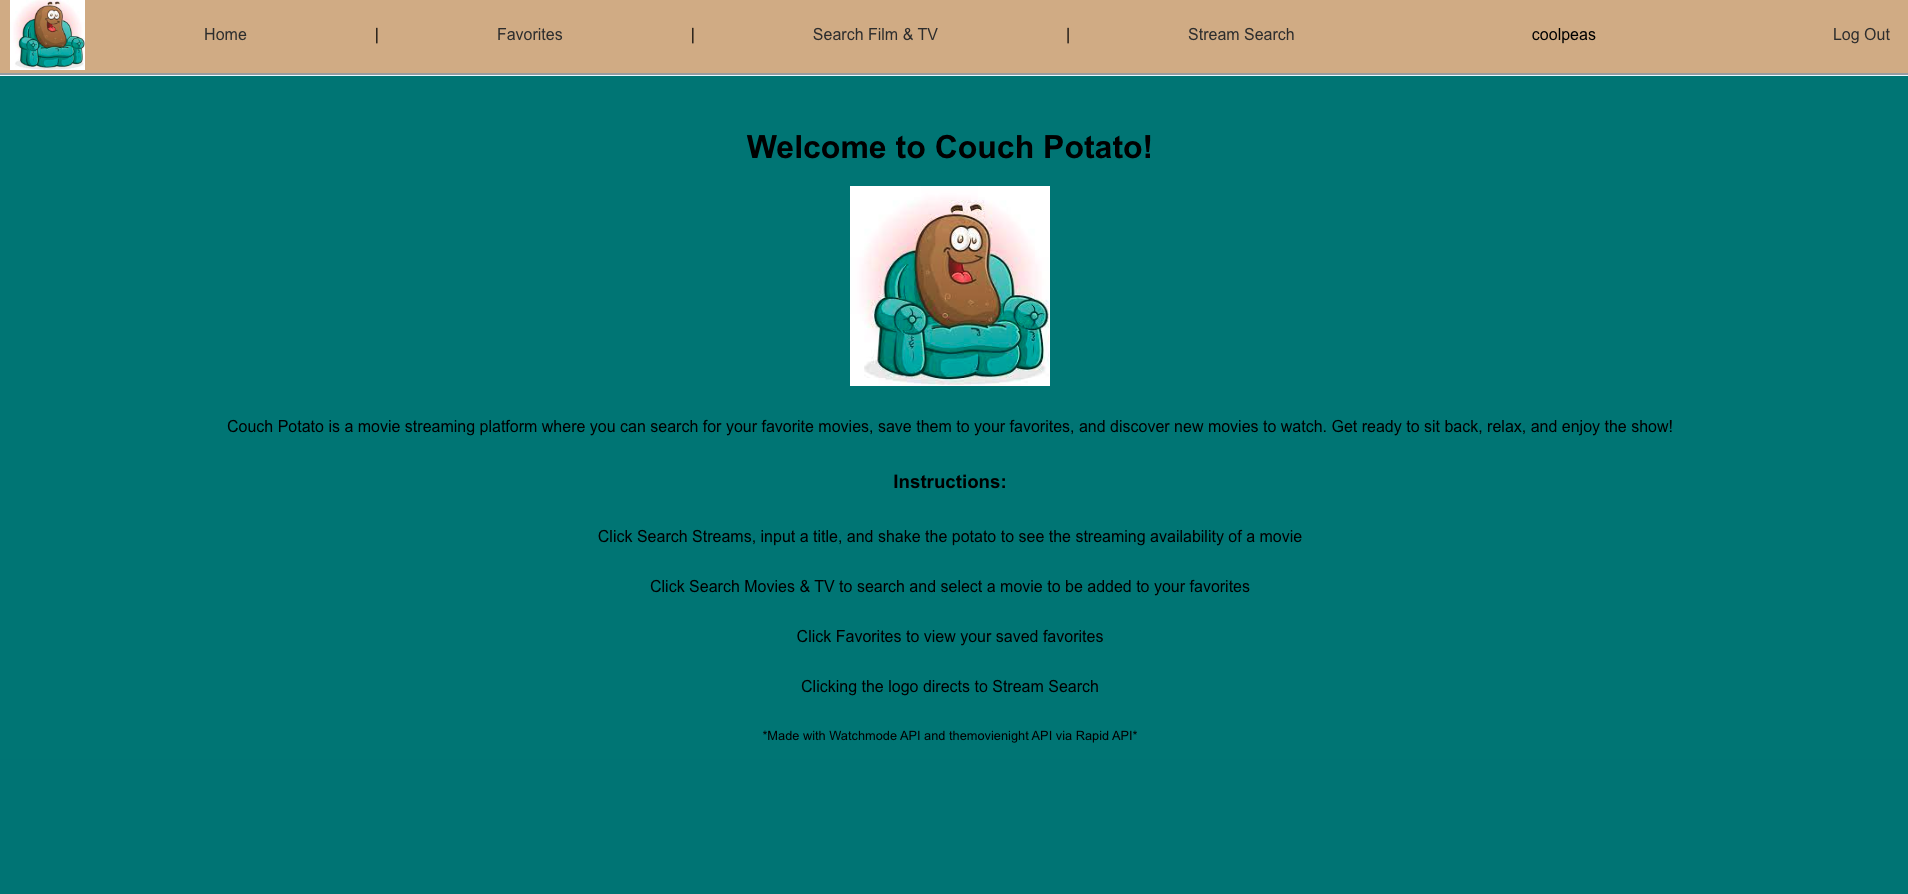 Home | Favorites | Search Film & TV | Stream Search coolpeas Log Out
Welcome to Couch Potato!
Couch Potato is a movie streaming platform where you can search for your favorite movies, save them to your favorites, and discover new movies to watch. Get ready to sit back, relax, and enjoy the show!
Instructions:
Click Search Streams, input a title, and shake the potato to see the streaming availability of a movie
Click Search Movies & TV to search and select a movie to be added to your favorites
Click Favorites to view your saved favorites
Clicking the logo directs to Stream Search
*Made with Watchmode API and themovienight API via Rapid API*